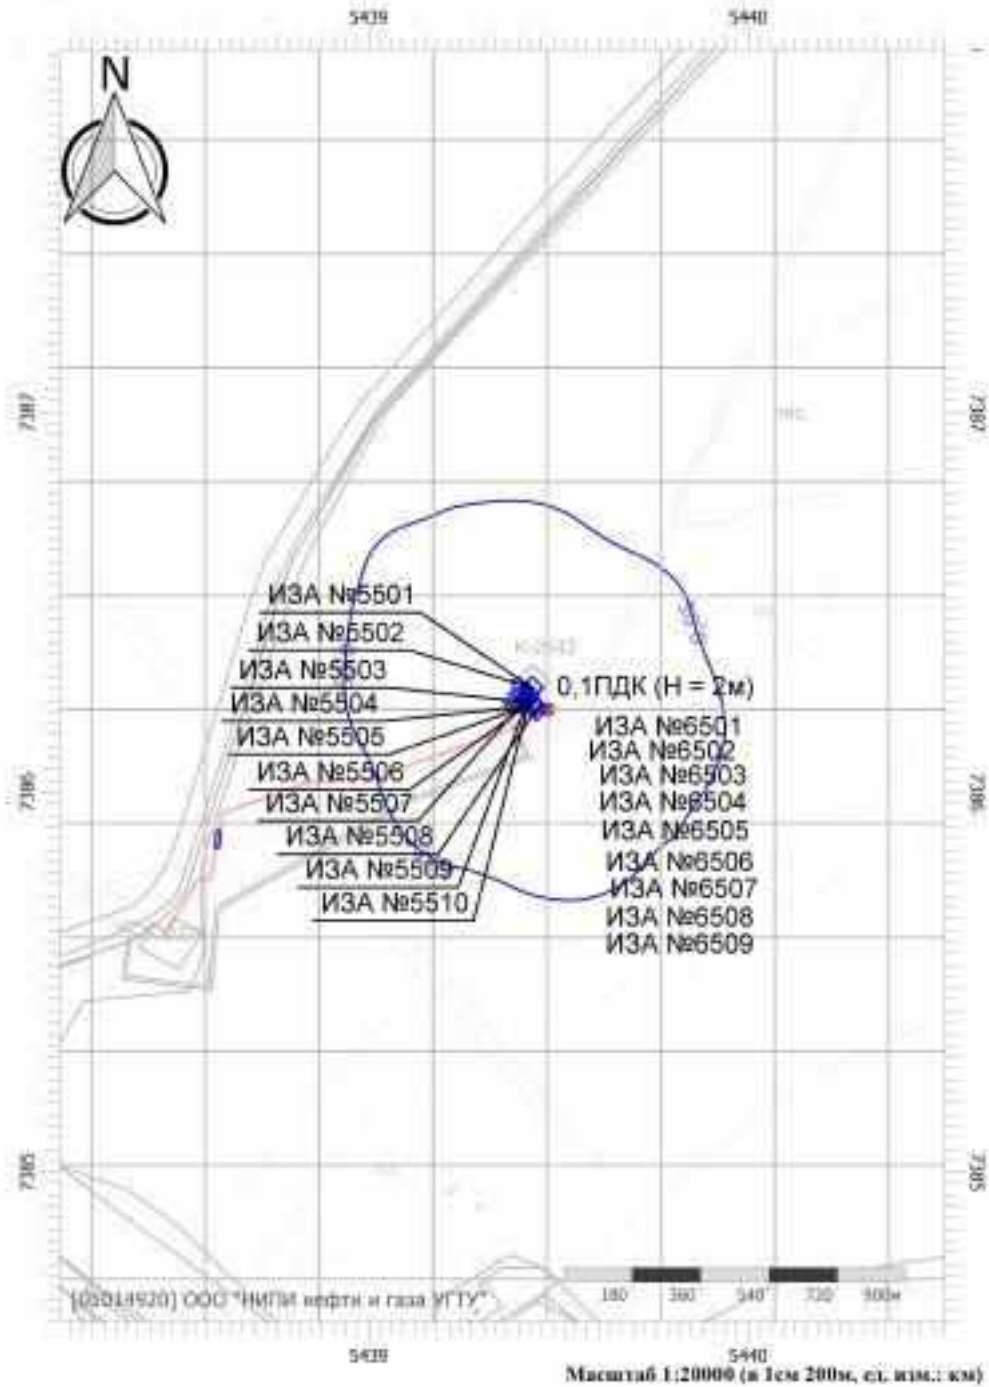 5439 5440
N
7387 7387
ИЗА №5501
ИЗА №5502
ИЗА №5503
ИЗА №5504
ИЗА №5505
ИЗА №5506
ИЗА №5507
ИЗА №5508
ИЗА №5509
ИЗА №5510
0,1ПДК (Н = 2м)
ИЗА №6501
ИЗА №6502
ИЗА №6503
ИЗА №6504
ИЗА №6505
ИЗА №6506
ИЗА №6507
ИЗА №6508
ИЗА №6509
7386 7386
7385 7385
[05014920] ООО "НИПИ нефти и газа УГТУ"
180 360 540 720 900м
5439 5440
Масштаб 1:20000 (в 1см 200м, ед. изм.: км)